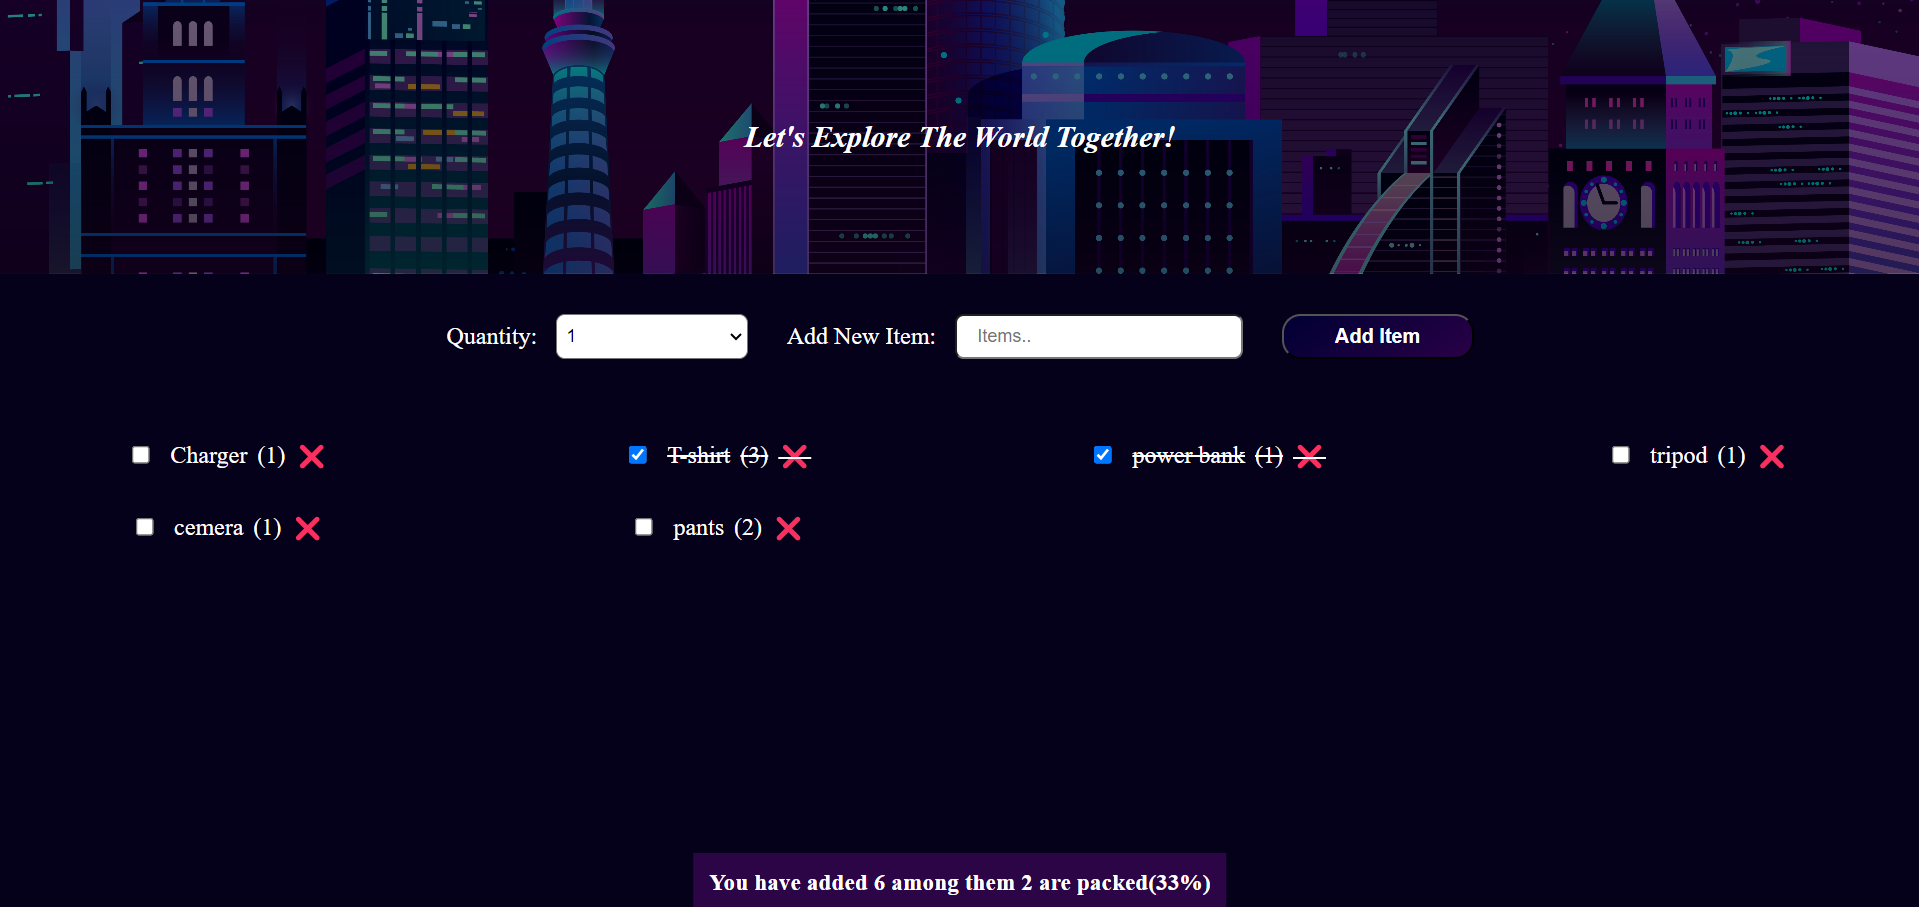 Let's Explore The World Together!
Quantity: 1 Add New Item: Items.. Add Item
Charger (1) ❌ T-shirt (3) ❌ power bank (1) ❌ tripod (1) ❌
cemera (1) ❌ pants (2) ❌
You have added 6 among them 2 are packed(33%)